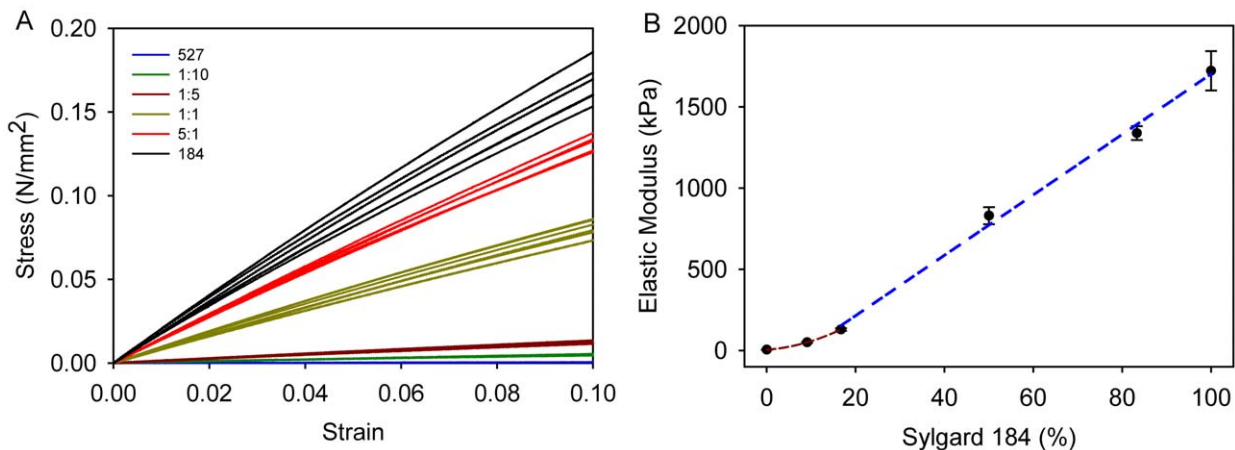 A
0.20
0.15
0.10
0.05
0.00
Stress (N/mm²)
527
1:10
1:5
1:1
5:1
184
0.00 0.02 0.04 0.06 0.08 0.10
Strain
B
2000
1500
1000
500
0
Elastic Modulus (kPa)
0 20 40 60 80 100
Sylgard 184 (%)